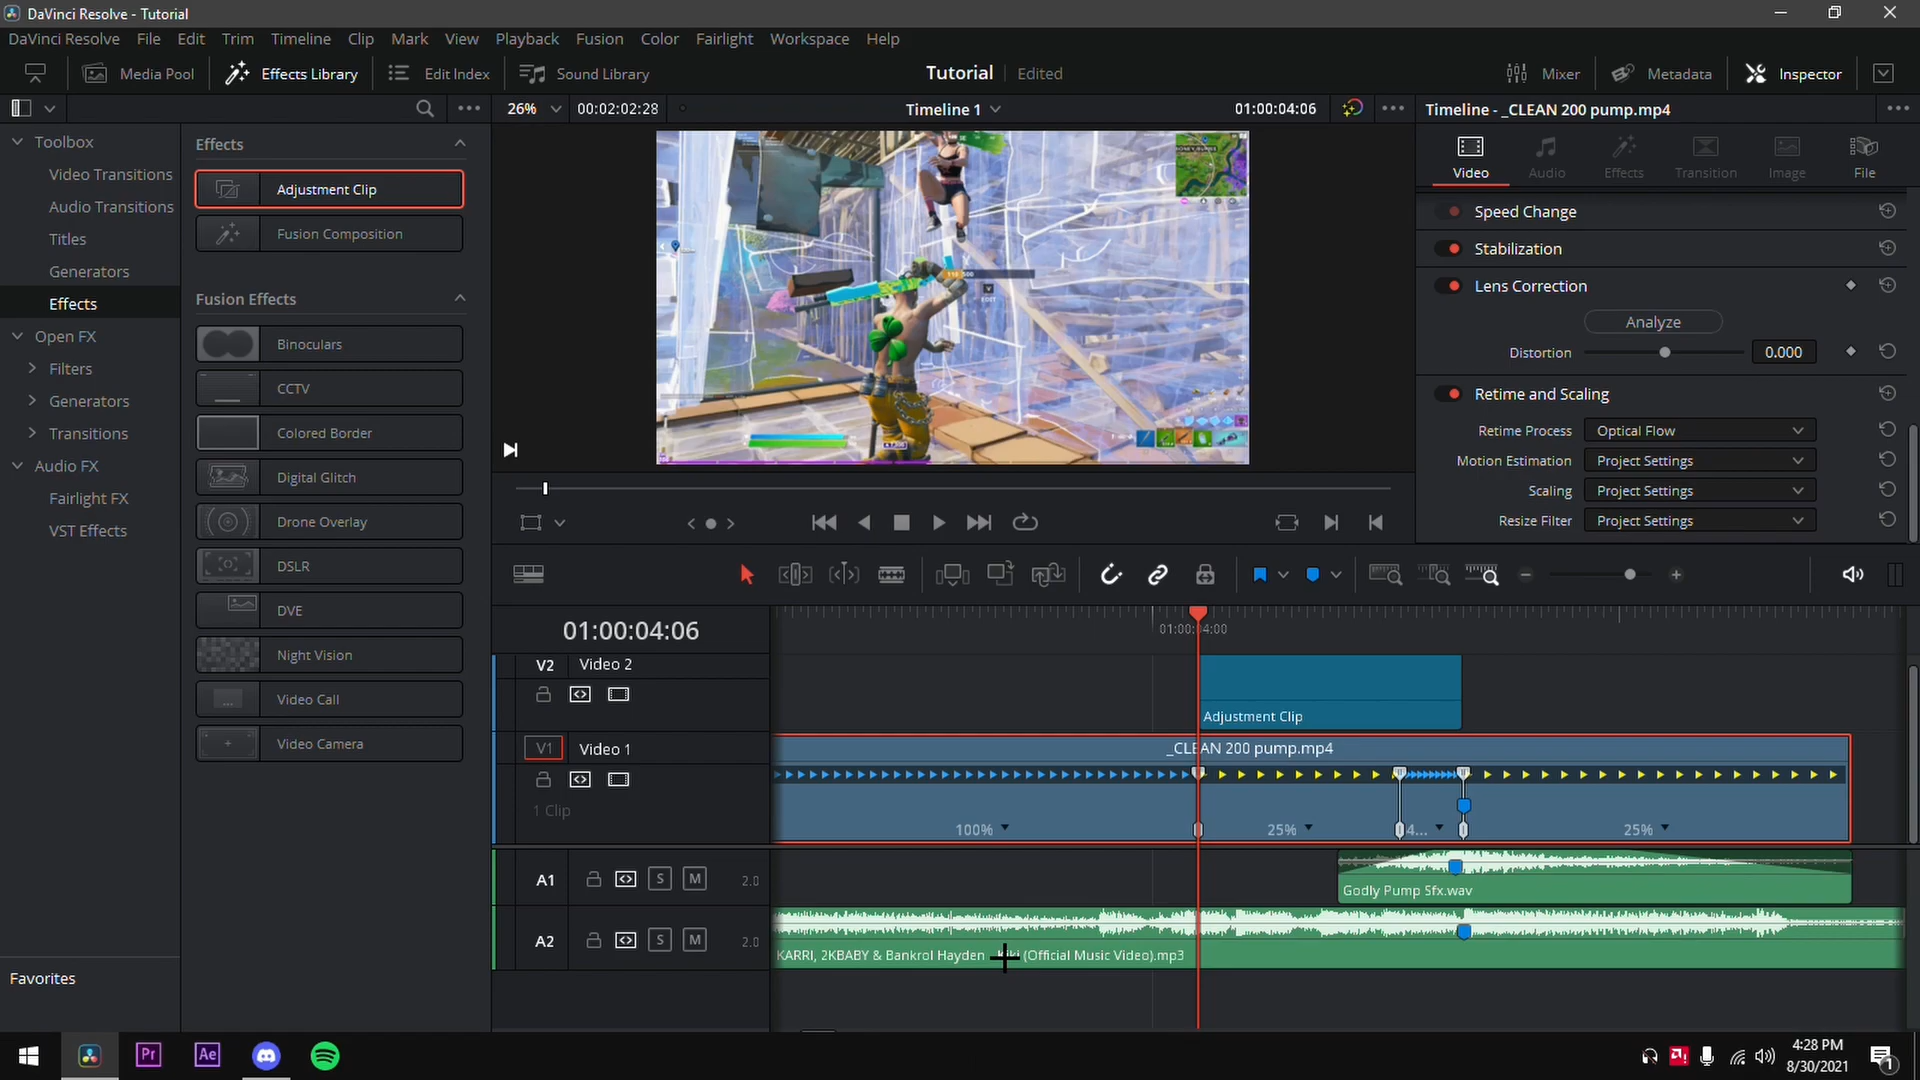 DaVinci Resolve - Tutorial
DaVinci Resolve File Edit Trim Timeline Clip Mark View Playback Fusion Color Fairlight Workspace Help
Media Pool Effects Library Edit Index Sound Library Tutorial Edited Mixer Metadata Inspector
26% 00:02:02:28 Timeline 1 01:00:04:06 Timeline - _CLEAN 200 pump.mp4
Toolbox
Video Transitions
Audio Transitions
Titles
Generators
Effects
Open FX
Filters
Generators
Transitions
Audio FX
Fairlight FX
VST Effects
Favorites
Effects
Adjustment Clip
Fusion Composition
Fusion Effects
Binoculars
CCTV
Colored Border
Digital Glitch
Drone Overlay
DSLR
DVE
Night Vision
Video Call
Video Camera
EDIT
Video Audio Effects Transition Image File
Speed Change
Stabilization
Lens Correction
Analyze
Distortion 0.000
Retime and Scaling
Retime Process Optical Flow
Motion Estimation Project Settings
Scaling Project Settings
Resize Filter Project Settings
01:00:04:06
01:00:04:00
V2 Video 2
Adjustment Clip
V1 Video 1
_CLEAN 200 pump.mp4
1 Clip
100% 25% 4... 25%
A1 S M 2.0
Godly Pump Sfx.wav
A2 S M 2.0
KARRI, 2KBABY & Bankrol Hayden - Kiki (Official Music Video).mp3
Pr Ae
4:28 PM
8/30/2021
1